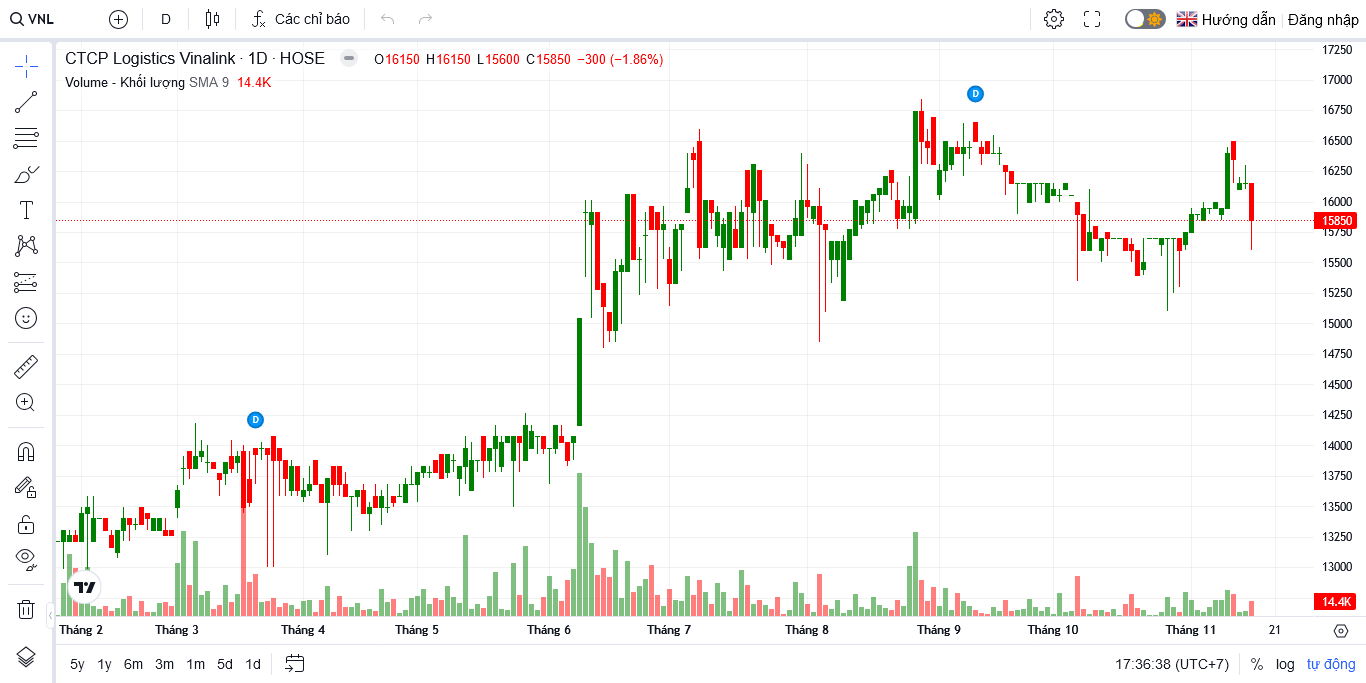 VNL D Các chỉ báo Hướng dẫn Đăng nhập
CTCP Logistics Vinalink · 1D · HOSE O16150 H16150 L15600 C15850 −300 (−1.86%)
Volume - Khối lượng SMA 9 14.4K
D
D
17250
17000
16750
16500
16250
16000
15850
15750
15500
15250
15000
14750
14500
14250
14000
13750
13500
13250
13000
14.4K
Tháng 2 Tháng 3 Tháng 4 Tháng 5 Tháng 6 Tháng 7 Tháng 8 Tháng 9 Tháng 10 Tháng 11 21
5y 1y 6m 3m 1m 5d 1d 17:36:38 (UTC+7) % log tự động